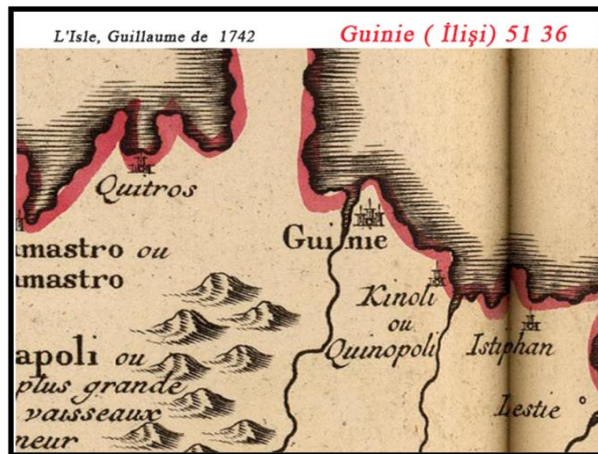 L'Isle, Guillaume de 1742
Guinie ( İlişi) 51 36
Quitros
amastro ou
amastro
Guinie
Kinoli
ou
Quinopoli
Istiphan
apoli ou
plus grande
vaisseaux
neur
Lestie